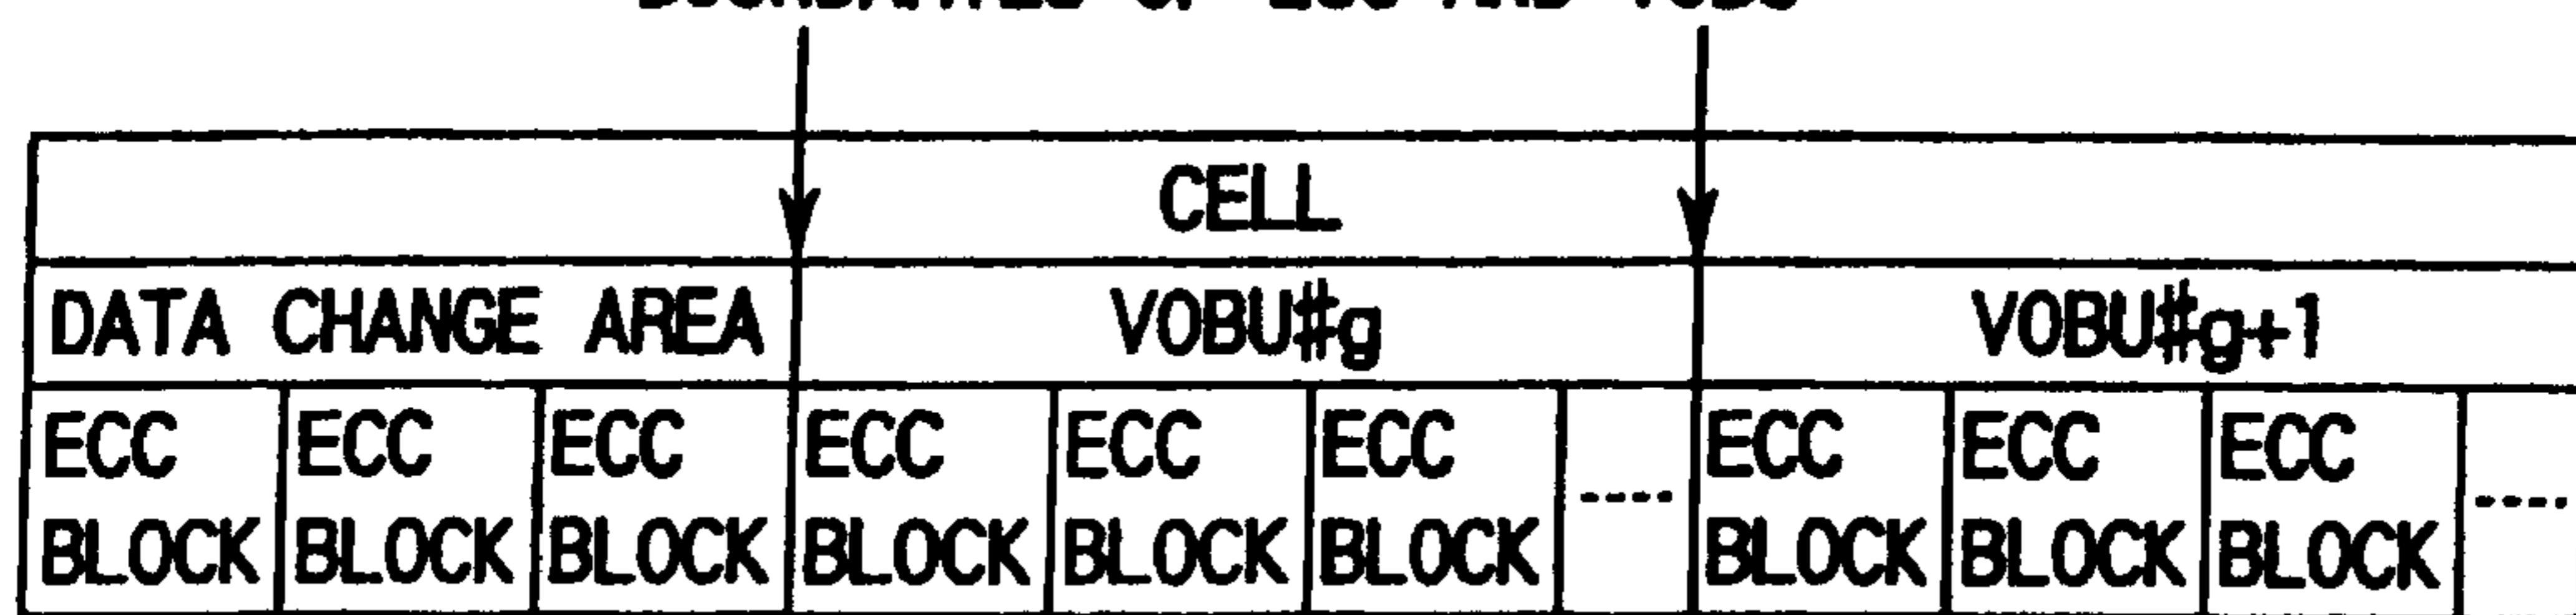 CELL
DATA CHANGE AREA VOBU#g VOBU#g+1
ECC ECC ECC ECC ECC ECC ---- ECC ECC ECC ----
BLOCK BLOCK BLOCK BLOCK BLOCK BLOCK BLOCK BLOCK BLOCK